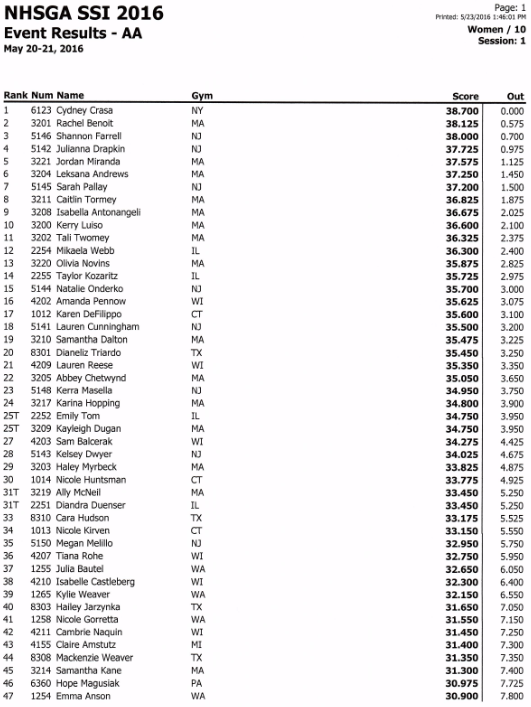 NHSGA SSI 2016
Page: 1
Printed: 5/23/2016 1:46:01 PM
Event Results - AA
Women / 10
May 20-21, 2016
Session: 1
Rank Num Name Gym Score Out
1 6123 Cydney Crasa NY 38.700 0.000
2 3201 Rachel Benoit MA 38.125 0.575
3 5146 Shannon Farrell NJ 38.000 0.700
4 5142 Julianna Drapkin NJ 37.725 0.975
5 3221 Jordan Miranda MA 37.575 1.125
6 3204 Leksana Andrews MA 37.250 1.450
7 5145 Sarah Pallay NJ 37.200 1.500
8 3211 Caitlin Tormey MA 36.825 1.875
9 3208 Isabella Antonangeli MA 36.675 2.025
10 3200 Kerry Luiso MA 36.600 2.100
11 3202 Tali Twomey MA 36.325 2.375
12 2254 Mikaela Webb IL 36.300 2.400
13 3220 Olivia Novins MA 35.875 2.825
14 2255 Taylor Kozaritz IL 35.725 2.975
15 5144 Natalie Onderko NJ 35.700 3.000
16 4202 Amanda Pennow WI 35.625 3.075
17 1012 Karen DeFilippo CT 35.600 3.100
18 5141 Lauren Cunningham NJ 35.500 3.200
19 3210 Samantha Dalton MA 35.475 3.225
20 8301 Dianeliz Triardo TX 35.450 3.250
21 4209 Lauren Reese WI 35.350 3.350
22 3205 Abbey Chetwynd MA 35.050 3.650
23 5148 Kerra Masella NJ 34.950 3.750
24 3217 Karina Hopping MA 34.800 3.900
25T 2252 Emily Tom IL 34.750 3.950
25T 3209 Kayleigh Dugan MA 34.750 3.950
27 4203 Sam Balcerak WI 34.275 4.425
28 5143 Kelsey Dwyer NJ 34.025 4.675
29 3203 Haley Myrbeck MA 33.825 4.875
30 1014 Nicole Huntsman CT 33.775 4.925
31T 3219 Ally McNeil MA 33.450 5.250
31T 2251 Diandra Duenser IL 33.450 5.250
33 8310 Cara Hudson TX 33.175 5.525
34 1013 Nicole Kirven CT 33.150 5.550
35 5150 Megan Melillo NJ 32.950 5.750
36 4207 Tiana Rohe WI 32.750 5.950
37 1255 Julia Bautel WA 32.650 6.050
38 4210 Isabelle Castleberg WI 32.300 6.400
39 1265 Kylie Weaver WA 32.150 6.550
40 8303 Hailey Jarzynka TX 31.650 7.050
41 1258 Nicole Gorretta WA 31.550 7.150
42 4211 Cambrie Naquin WI 31.450 7.250
43 4155 Claire Amstutz MI 31.400 7.300
44 8308 Mackenzie Weaver TX 31.350 7.350
45 3214 Samantha Kane MA 31.300 7.400
46 6360 Hope Magusiak PA 30.975 7.725
47 1254 Emma Anson WA 30.900 7.800